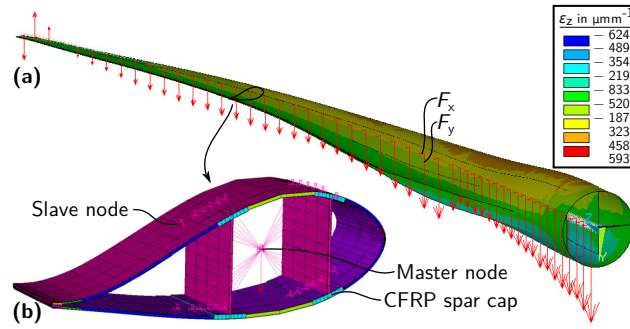 (a)
εz in μmm⁻¹
− 624
− 489
− 354
− 219
− 833
520
187
323
458
593
Fx
Fy
Slave node
Master node
CFRP spar cap
(b)